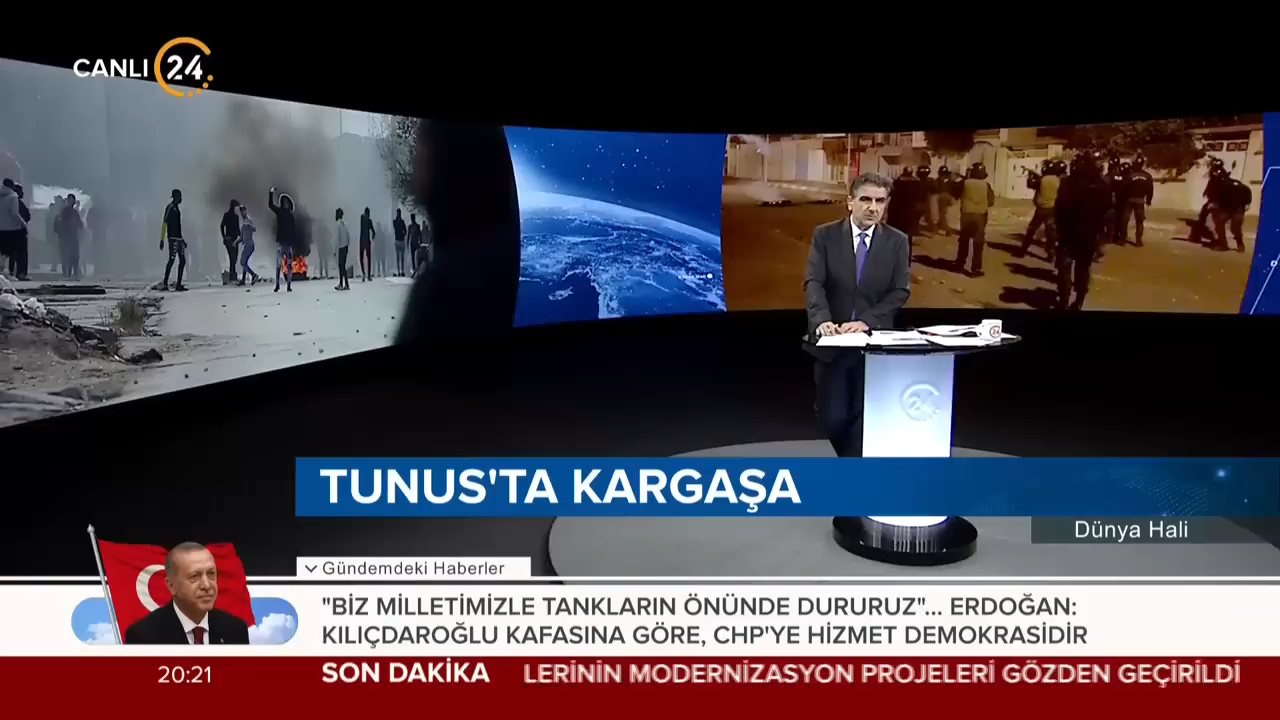 CANLI 24
24
24
TUNUS'TA KARGAŞA
Dünya Hali
Gündemdeki Haberler
"BİZ MİLLETİMİZLE TANKLARIN ÖNÜNDE DURURUZ"... ERDOĞAN:
KILIÇDAROĞLU KAFASINA GÖRE, CHP'YE HİZMET DEMOKRASİDİR
20:21 SON DAKİKA LERİNİN MODERNİZASYON PROJELERİ GÖZDEN GEÇİRİLDİ